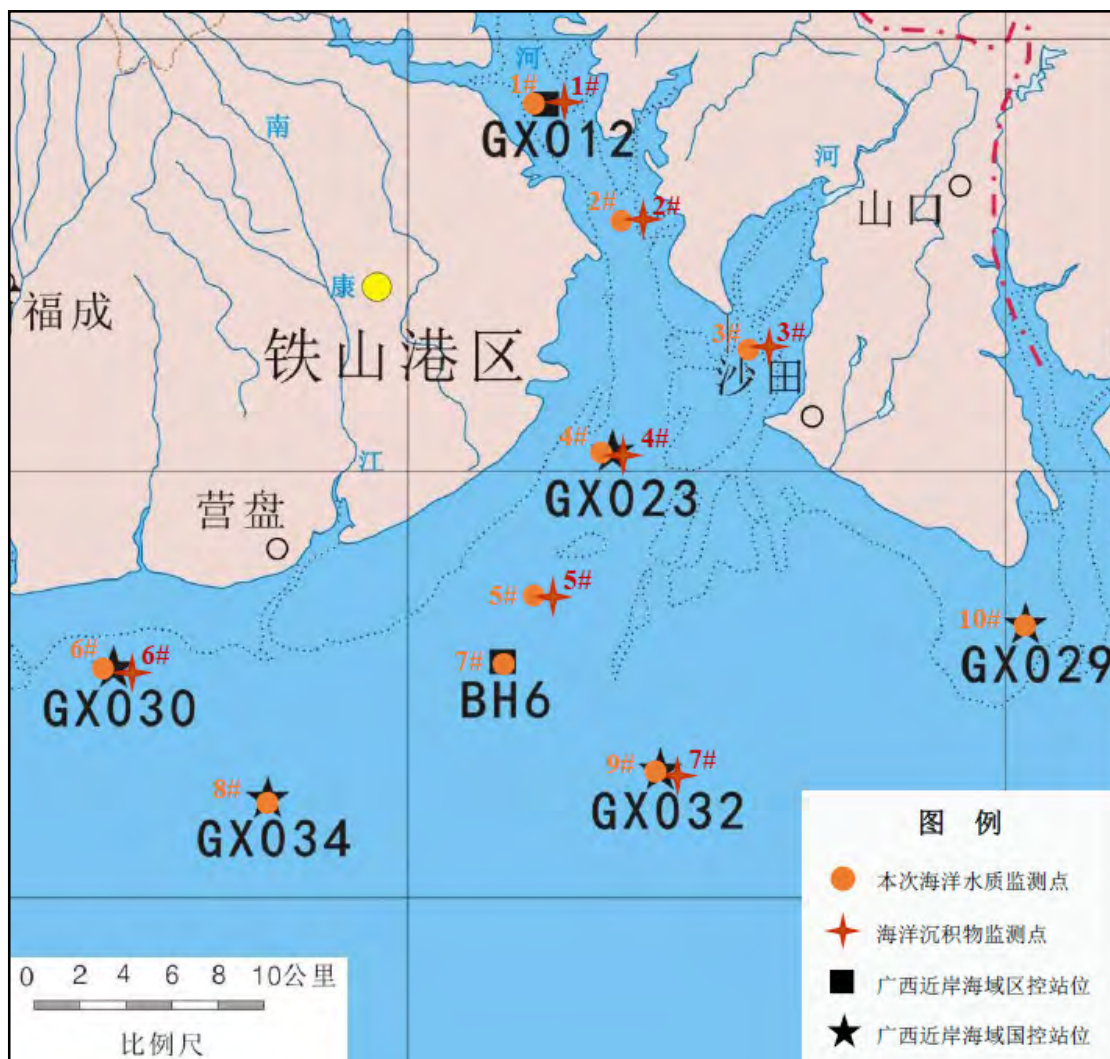 河
1# 1#
GX012
南
河
2# 2#
山口
康
福成
铁山港区
3# 3#
沙田
4# 4#
江
GX023
营盘
5# 5#
10#
6# 6#
7#
GX029
GX030
BH6
9# 7#
8#
GX032
GX034
图 例
本次海洋水质监测点
海洋沉积物监测点
广西近岸海域区控站位
广西近岸海域国控站位
0 2 4 6 8 10公里
比例尺